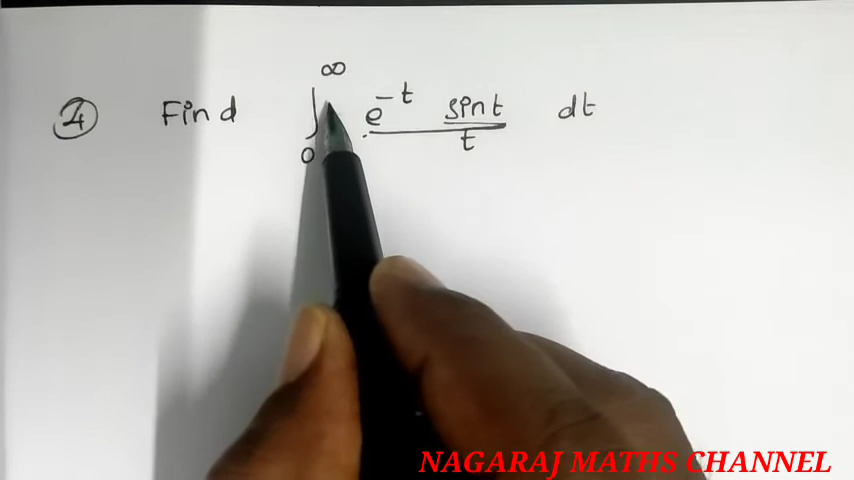 ④ Find ∫₀^∞ e^{-t} sin t / t dt
NAGARAJ MATHS CHANNEL